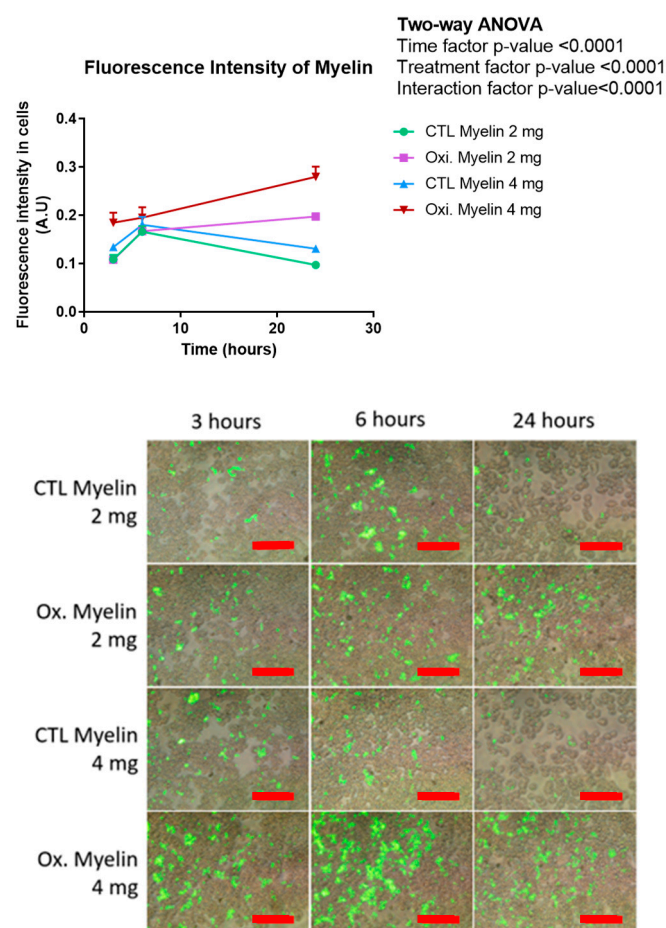 Two-way ANOVA
Time factor p-value <0.0001
Treatment factor p-value <0.0001
Interaction factor p-value<0.0001
Fluorescence Intensity of Myelin
Fluorescence Intensity in cells
(A.U)
0.4
0.3
0.2
0.1
0.0
0
10
20
30
Time (hours)
CTL Myelin 2 mg
Oxi. Myelin 2 mg
CTL Myelin 4 mg
Oxi. Myelin 4 mg
3 hours
6 hours
24 hours
CTL Myelin
2 mg
Ox. Myelin
2 mg
CTL Myelin
4 mg
Ox. Myelin
4 mg